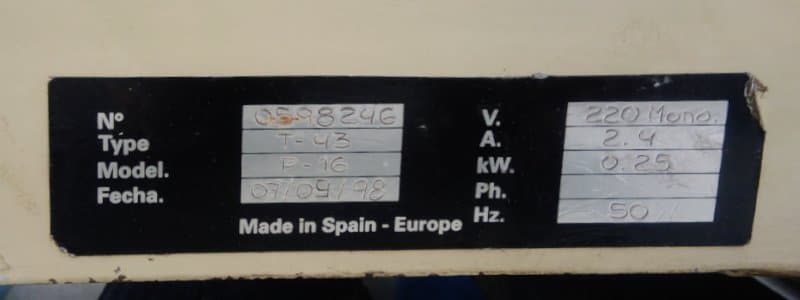 Nº 0598246
Type T-43
Model. P-16
Fecha. 07/09/98
V. 220 Mono.
A. 2.4
kW. 0.25
Ph.
Hz. 50
Made in Spain - Europe